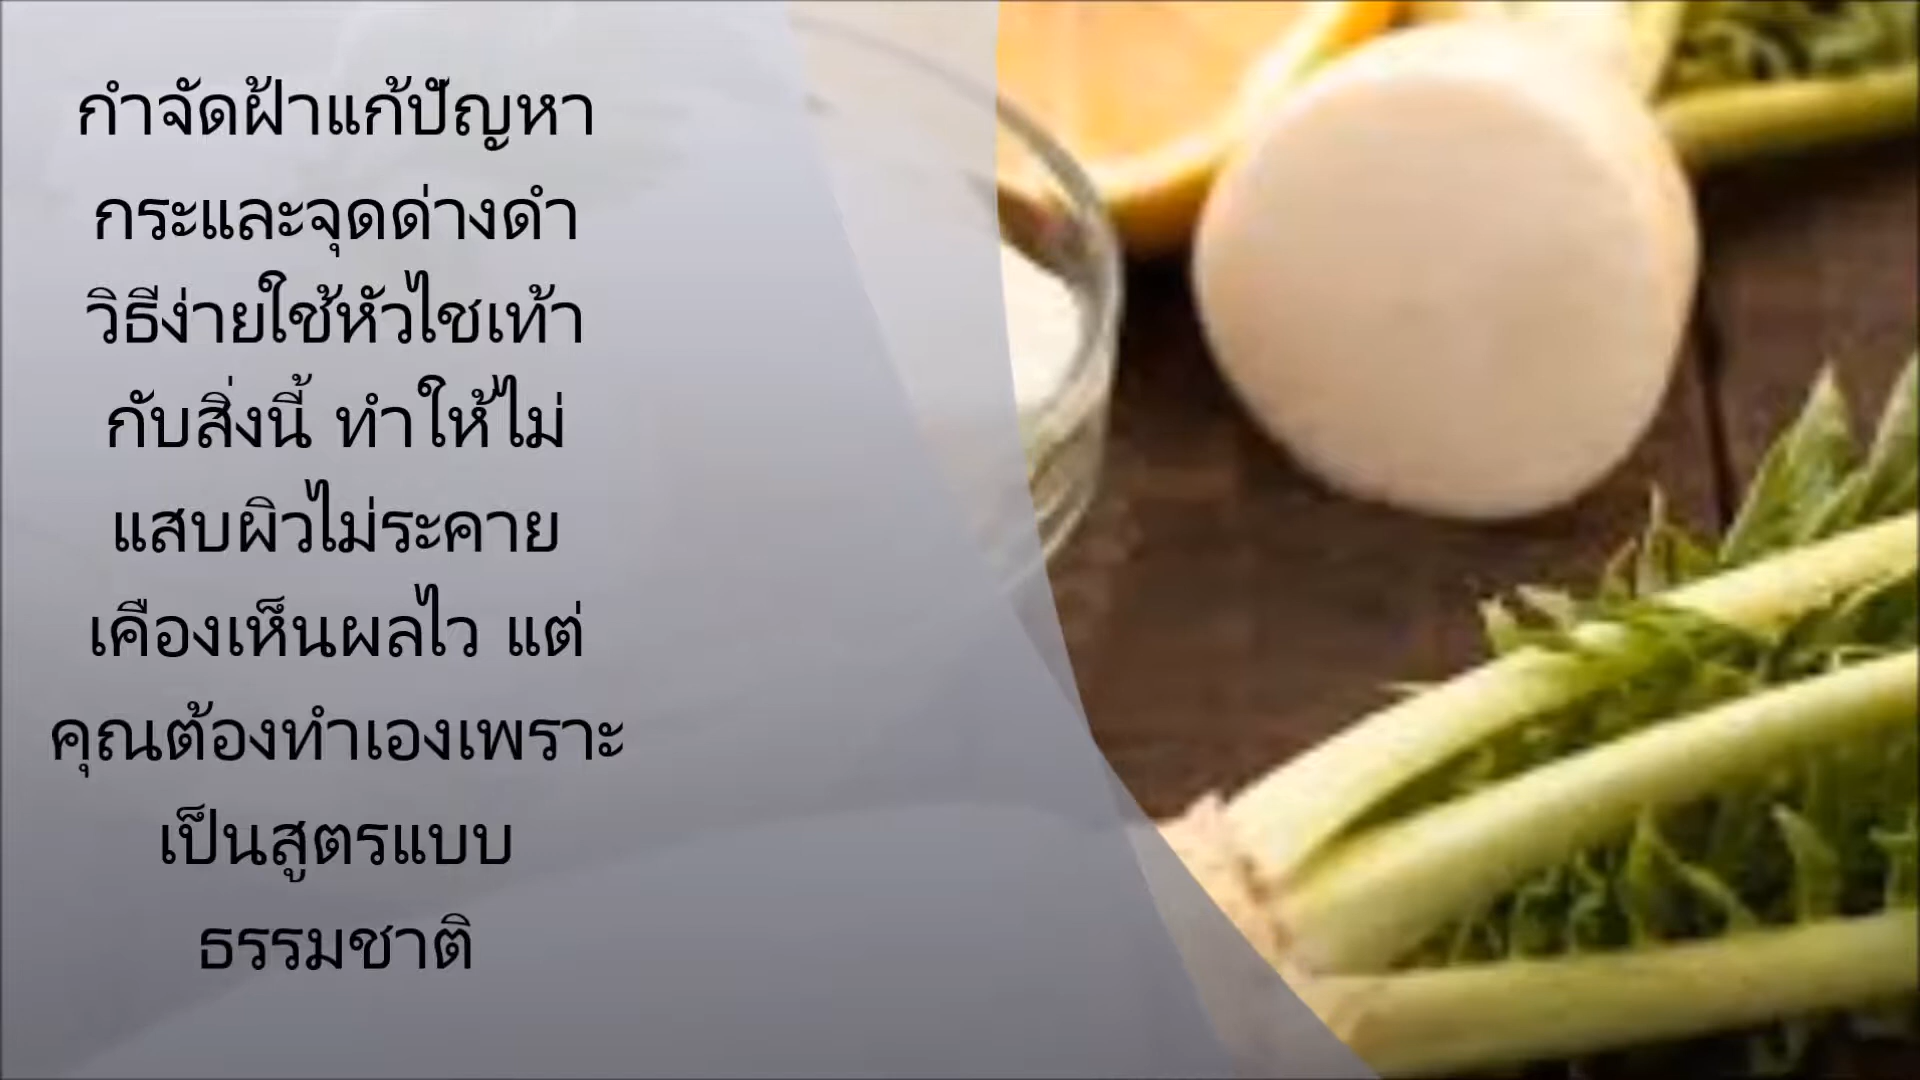 กำจัดฝ้าแก้ปัญหา
กระและจุดด่างดำ
วิธีง่ายใช้หัวไชเท้า
กับสิ่งนี้ ทำให้ไม่
แสบผิวไม่ระคาย
เคืองเห็นผลไว แต่
คุณต้องทำเองเพราะ
เป็นสูตรแบบ
ธรรมชาติ